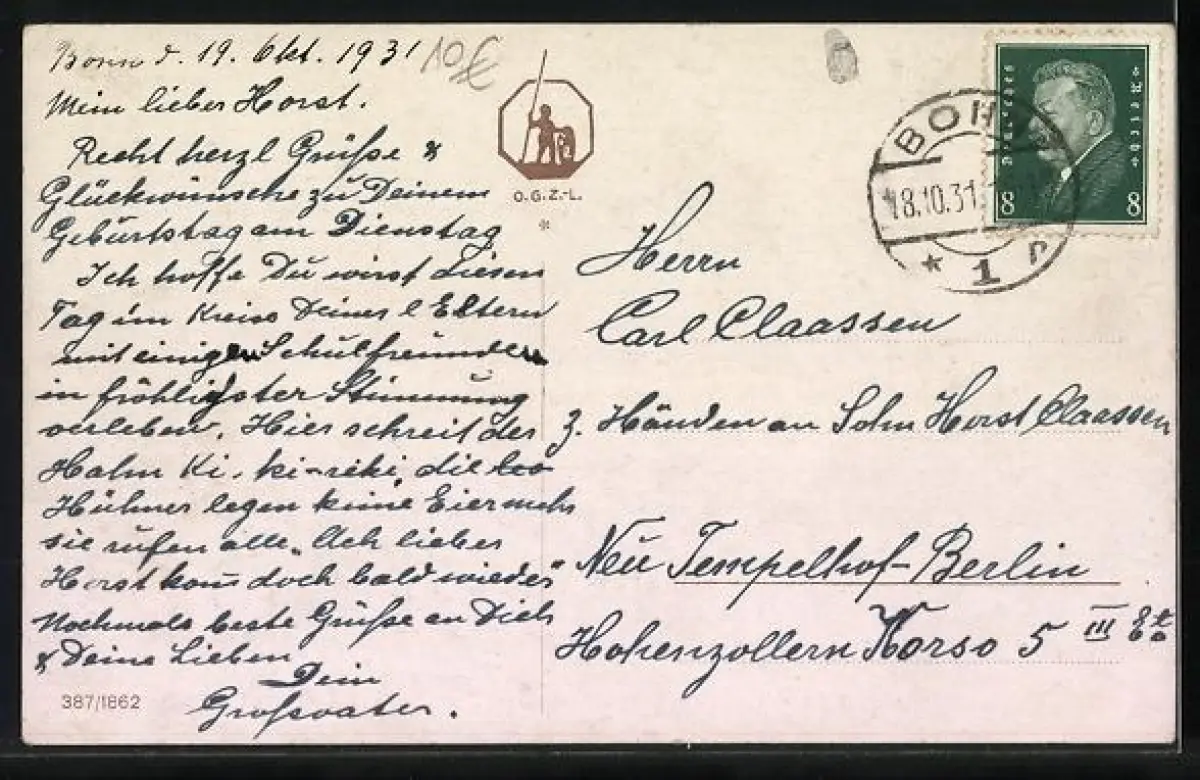 Bonn d. 19. Okt. 1931
10€
Mein lieber Horst.
Recht herzl Grüße &
Glückwünsche zu Deinem
Geburtstag am Dienstag
Ich hoffe Du wirst diesen
Tag im Kreise Deiner l Eltern
mit einigen Schulfreunden
in fröhlichster Stimmung
verleben. Hier schreit der
Hahn Ki-ki-riki, die
Hühner legen keine Eier mehr
sie rufen alle „Ach lieber
Horst kom̄ doch bald wieder"
Nochmals beste Grüße an Dich
& Deine Lieben
Dein
Großvater.
387/1862
O.G.Z.-L.
Deutsches Reich
8 8
BONN
18.10.31
* 1
Herrn
Carl Claassen
z. Händen an Sohn Horst Claassen
Neu Tempelhof-Berlin
Hohenzollern Korso 5 III